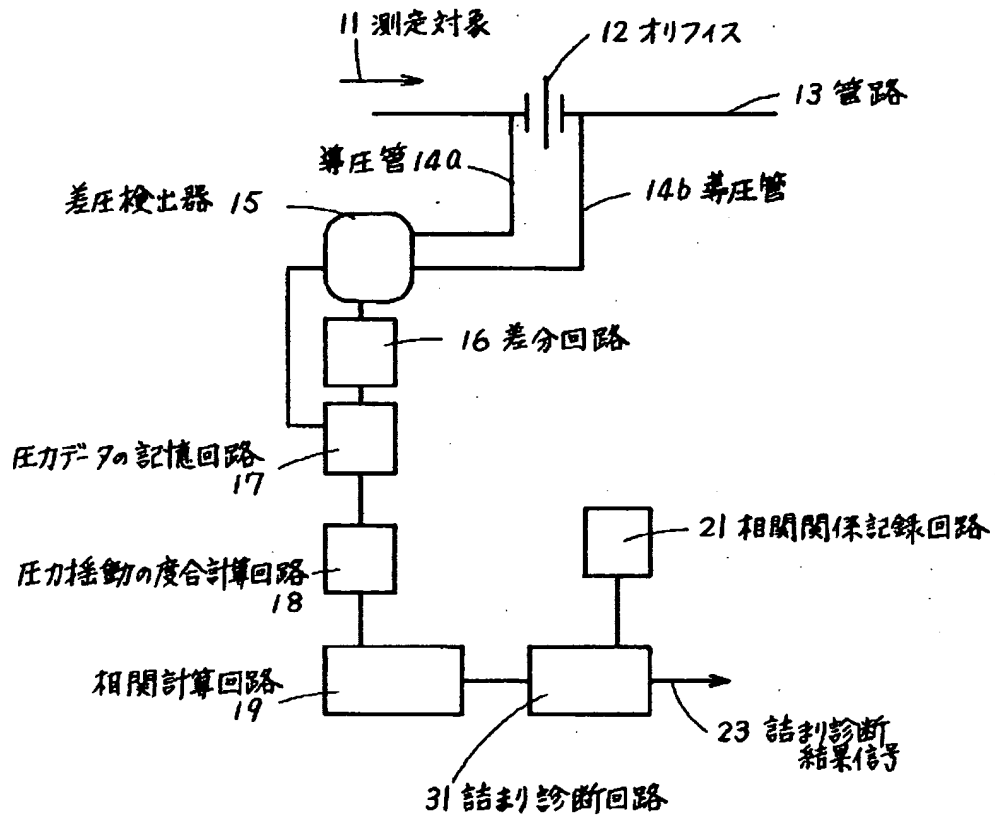 11 測定対象
12 オリフィス
13 管路
導圧管 14a
14b 導圧管
差圧検出器 15
16 差分回路
圧力データの記憶回路
17
21 相関関係記録回路
圧力揺動の度合計算回路
18
相関計算回路
19
23 詰まり診断
結果信号
31 詰まり診断回路